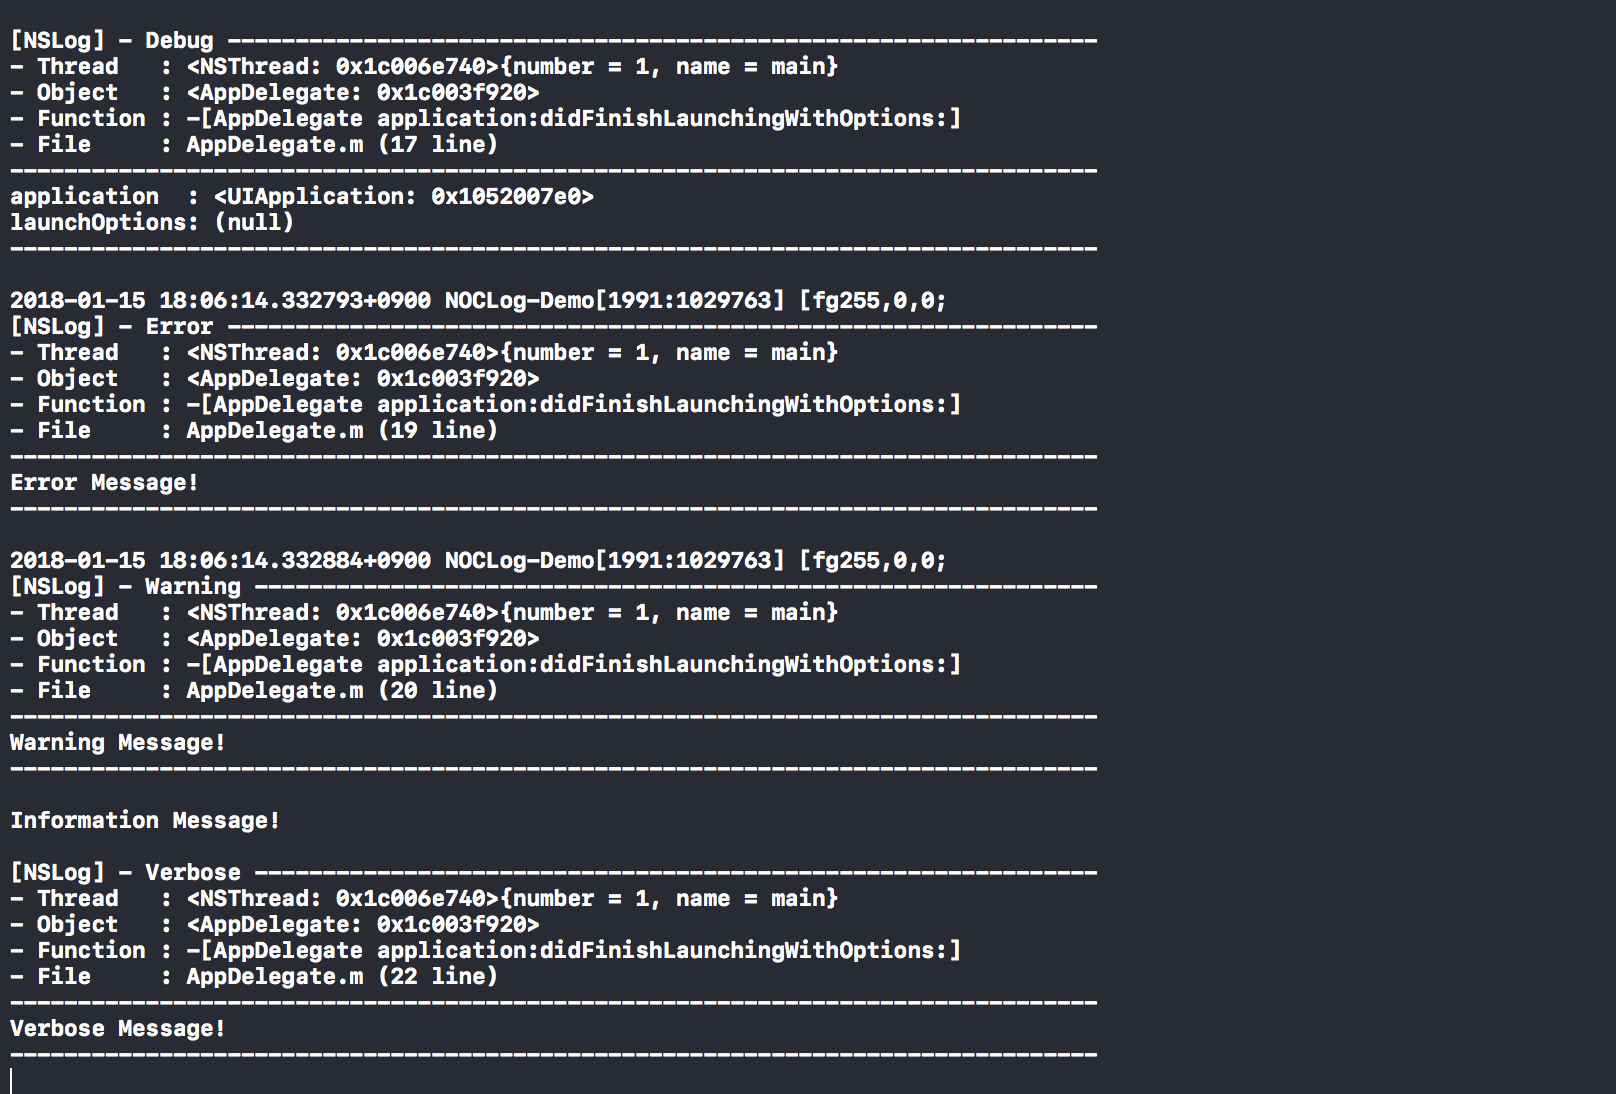 [NSLog] - Debug ----------------------------------------------------------------
- Thread   : <NSThread: 0x1c006e740>{number = 1, name = main}
- Object   : <AppDelegate: 0x1c003f920>
- Function : -[AppDelegate application:didFinishLaunchingWithOptions:]
- File     : AppDelegate.m (17 line)
--------------------------------------------------------------------------------
application  : <UIApplication: 0x1052007e0>
launchOptions: (null)
--------------------------------------------------------------------------------
2018-01-15 18:06:14.332793+0900 NOCLog-Demo[1991:1029763] [fg255,0,0;
[NSLog] - Error ----------------------------------------------------------------
- Thread   : <NSThread: 0x1c006e740>{number = 1, name = main}
- Object   : <AppDelegate: 0x1c003f920>
- Function : -[AppDelegate application:didFinishLaunchingWithOptions:]
- File     : AppDelegate.m (19 line)
--------------------------------------------------------------------------------
Error Message!
--------------------------------------------------------------------------------
2018-01-15 18:06:14.332884+0900 NOCLog-Demo[1991:1029763] [fg255,0,0;
[NSLog] - Warning --------------------------------------------------------------
- Thread   : <NSThread: 0x1c006e740>{number = 1, name = main}
- Object   : <AppDelegate: 0x1c003f920>
- Function : -[AppDelegate application:didFinishLaunchingWithOptions:]
- File     : AppDelegate.m (20 line)
--------------------------------------------------------------------------------
Warning Message!
--------------------------------------------------------------------------------
Information Message!
[NSLog] - Verbose --------------------------------------------------------------
- Thread   : <NSThread: 0x1c006e740>{number = 1, name = main}
- Object   : <AppDelegate: 0x1c003f920>
- Function : -[AppDelegate application:didFinishLaunchingWithOptions:]
- File     : AppDelegate.m (22 line)
--------------------------------------------------------------------------------
Verbose Message!
--------------------------------------------------------------------------------